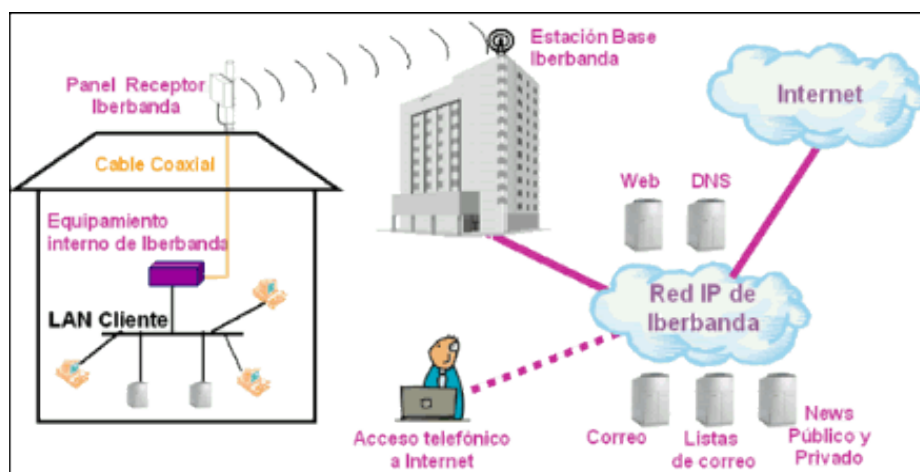 Estación Base
Iberbanda
Panel Receptor
Iberbanda
Internet
Cable Coaxial
Web
DNS
Equipamiento
interno de Iberbanda
Red IP de
Iberbanda
LAN Cliente
Acceso telefónico
a Internet
Correo
Listas
de correo
News
Público y
Privado